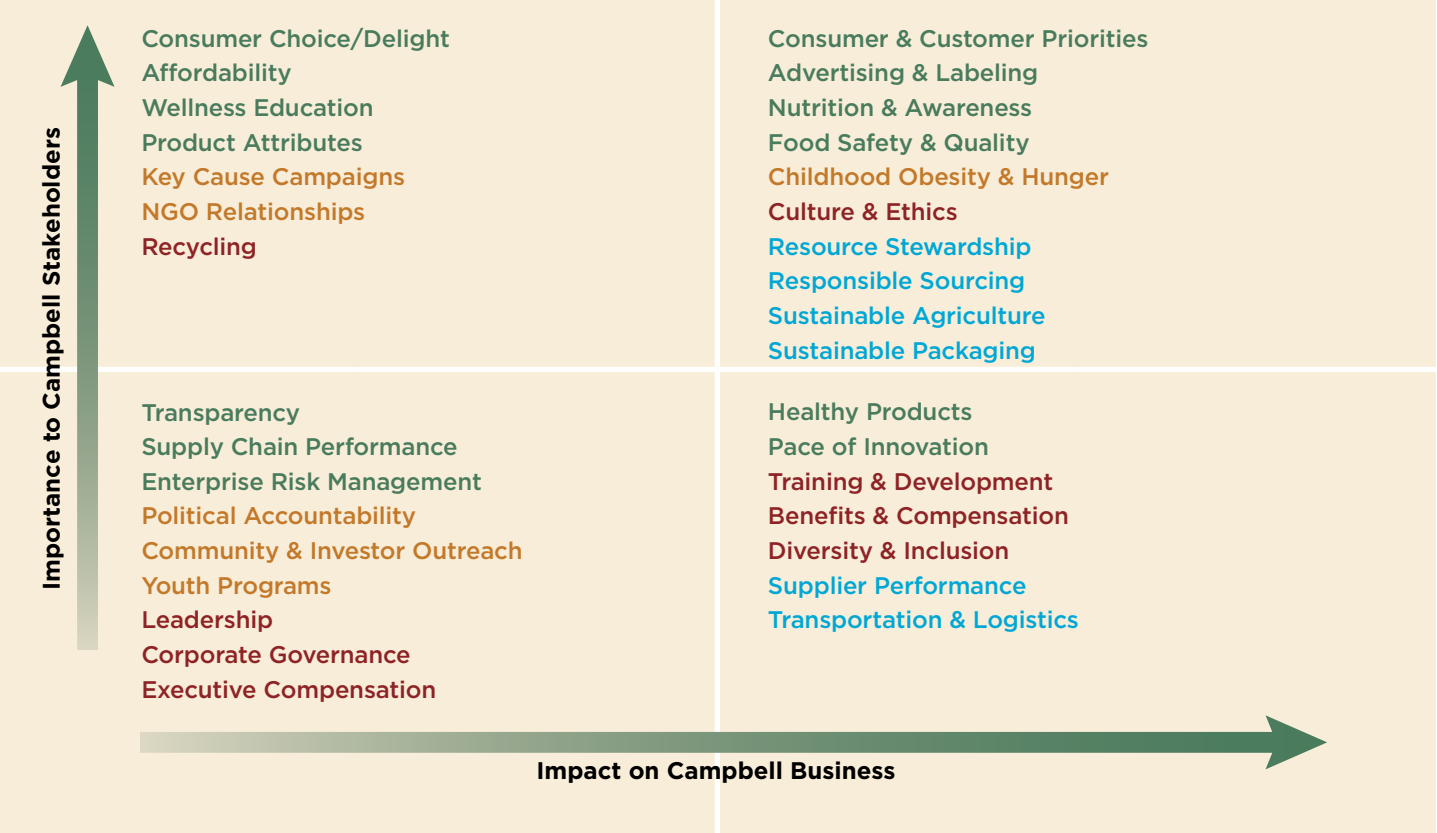 Importance to Campbell Stakeholders
Consumer Choice/Delight
Affordability
Wellness Education
Product Attributes
Key Cause Campaigns
NGO Relationships
Recycling
Consumer & Customer Priorities
Advertising & Labeling
Nutrition & Awareness
Food Safety & Quality
Childhood Obesity & Hunger
Culture & Ethics
Resource Stewardship
Responsible Sourcing
Sustainable Agriculture
Sustainable Packaging
Transparency
Supply Chain Performance
Enterprise Risk Management
Political Accountability
Community & Investor Outreach
Youth Programs
Leadership
Corporate Governance
Executive Compensation
Healthy Products
Pace of Innovation
Training & Development
Benefits & Compensation
Diversity & Inclusion
Supplier Performance
Transportation & Logistics
Impact on Campbell Business